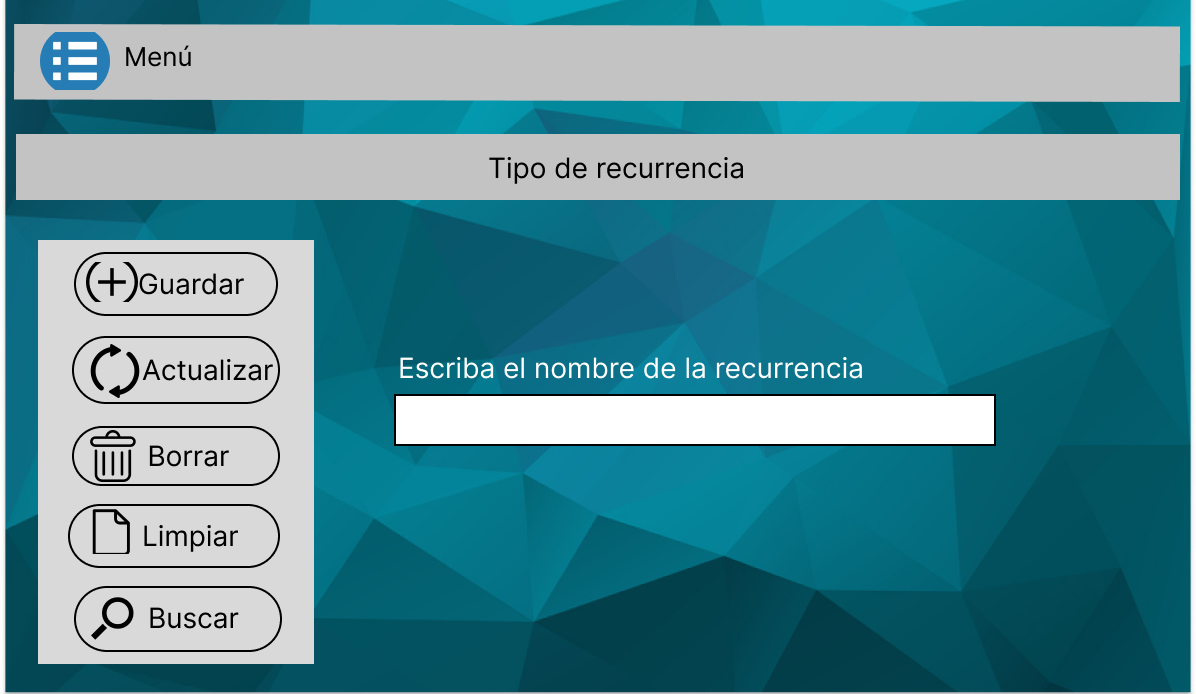 Menú
Tipo de recurrencia
Guardar
Actualizar
Borrar
Limpiar
Buscar
Escriba el nombre de la recurrencia